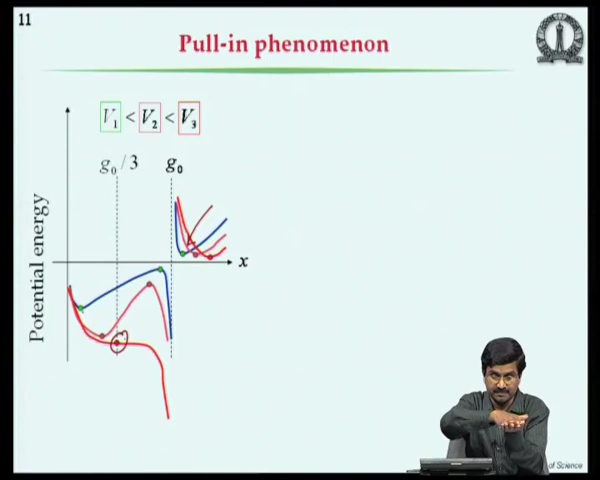 11
Pull-in phenomenon
V₁ < V₂ < V₃
g₀/3 g₀
Potential energy
x
of Science